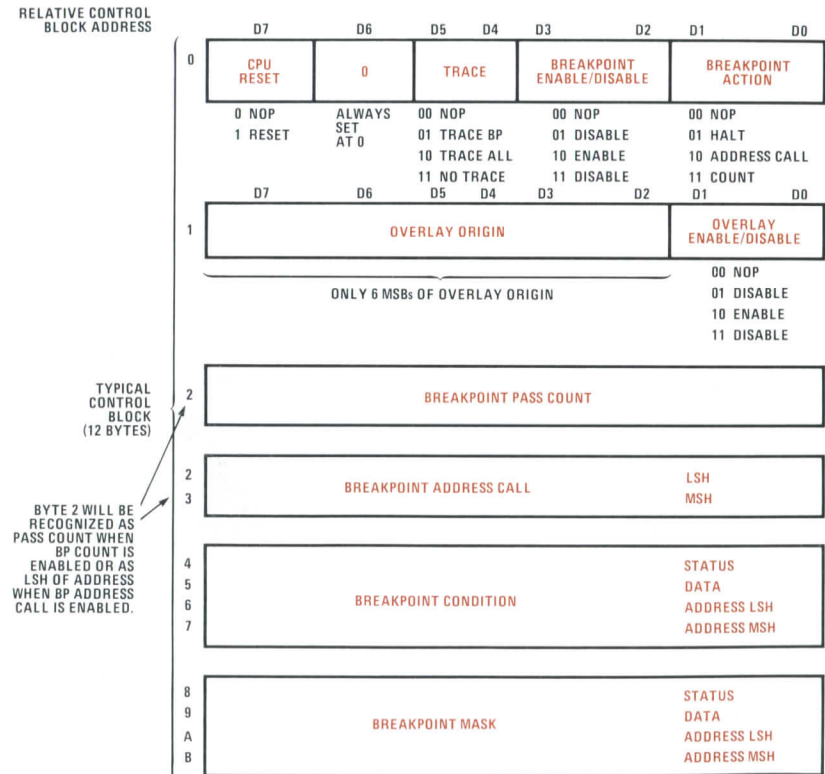 RELATIVE CONTROL
BLOCK ADDRESS
D7 D6 D5 D4 D3 D2 D1 D0
0
CPU
RESET
0
TRACE
BREAKPOINT
ENABLE/DISABLE
BREAKPOINT
ACTION
0 NOP
1 RESET
ALWAYS
SET
AT 0
00 NOP
01 TRACE BP
10 TRACE ALL
11 NO TRACE
00 NOP
01 DISABLE
10 ENABLE
11 DISABLE
00 NOP
01 HALT
10 ADDRESS CALL
11 COUNT
D7 D6 D5 D4 D3 D2 D1 D0
1
OVERLAY ORIGIN
OVERLAY
ENABLE/DISABLE
ONLY 6 MSBs OF OVERLAY ORIGIN
00 NOP
01 DISABLE
10 ENABLE
11 DISABLE
TYPICAL
CONTROL
BLOCK
(12 BYTES)
2
BREAKPOINT PASS COUNT
BYTE 2 WILL BE
RECOGNIZED AS
PASS COUNT WHEN
BP COUNT IS
ENABLED OR AS
LSH OF ADDRESS
WHEN BP ADDRESS
CALL IS ENABLED.
2
3
BREAKPOINT ADDRESS CALL
LSH
MSH
4
5
6
7
BREAKPOINT CONDITION
STATUS
DATA
ADDRESS LSH
ADDRESS MSH
8
9
A
B
BREAKPOINT MASK
STATUS
DATA
ADDRESS LSH
ADDRESS MSH